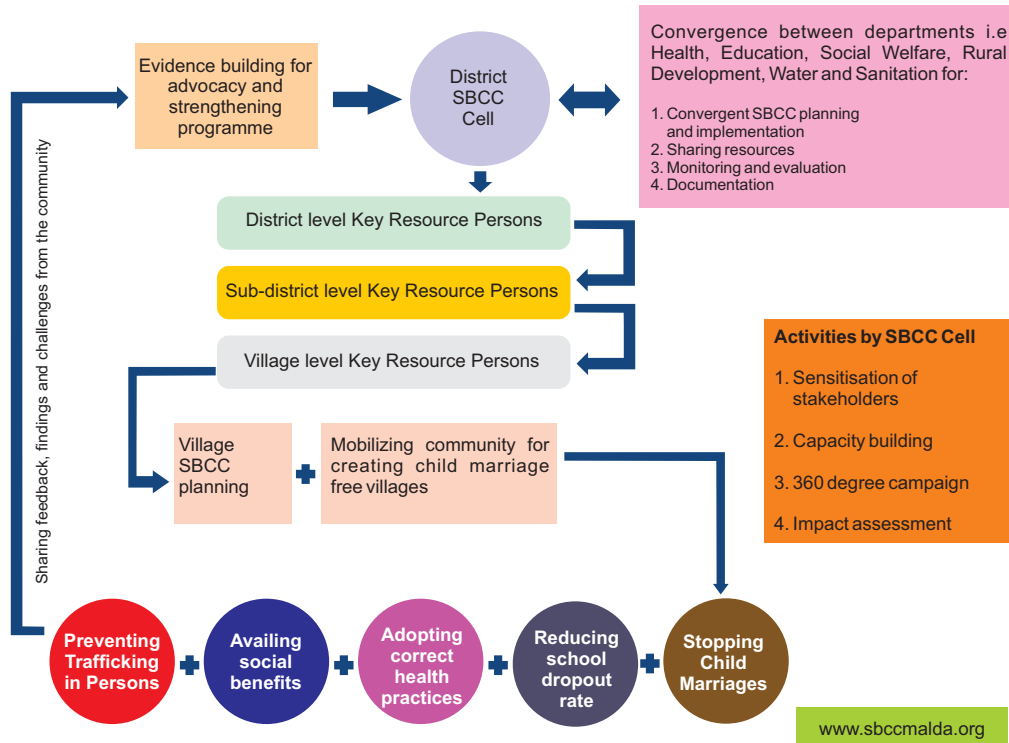 Evidence building for
advocacy and
strengthening
programme
District
SBCC
Cell
Convergence between departments i.e
Health, Education, Social Welfare, Rural
Development, Water and Sanitation for:
1. Convergent SBCC planning
and implementation
2. Sharing resources
3. Monitoring and evaluation
4. Documentation
Sharing feedback, findings and challenges from the community
District level Key Resource Persons
Sub-district level Key Resource Persons
Village level Key Resource Persons
Village
SBCC
planning
Mobilizing community for
creating child marriage
free villages
Activities by SBCC Cell
1. Sensitisation of
stakeholders
2. Capacity building
3. 360 degree campaign
4. Impact assessment
Preventing
Trafficking
in Persons
Availing
social
benefits
Adopting
correct
health
practices
Reducing
school
dropout
rate
Stopping
Child
Marriages
www.sbccmalda.org